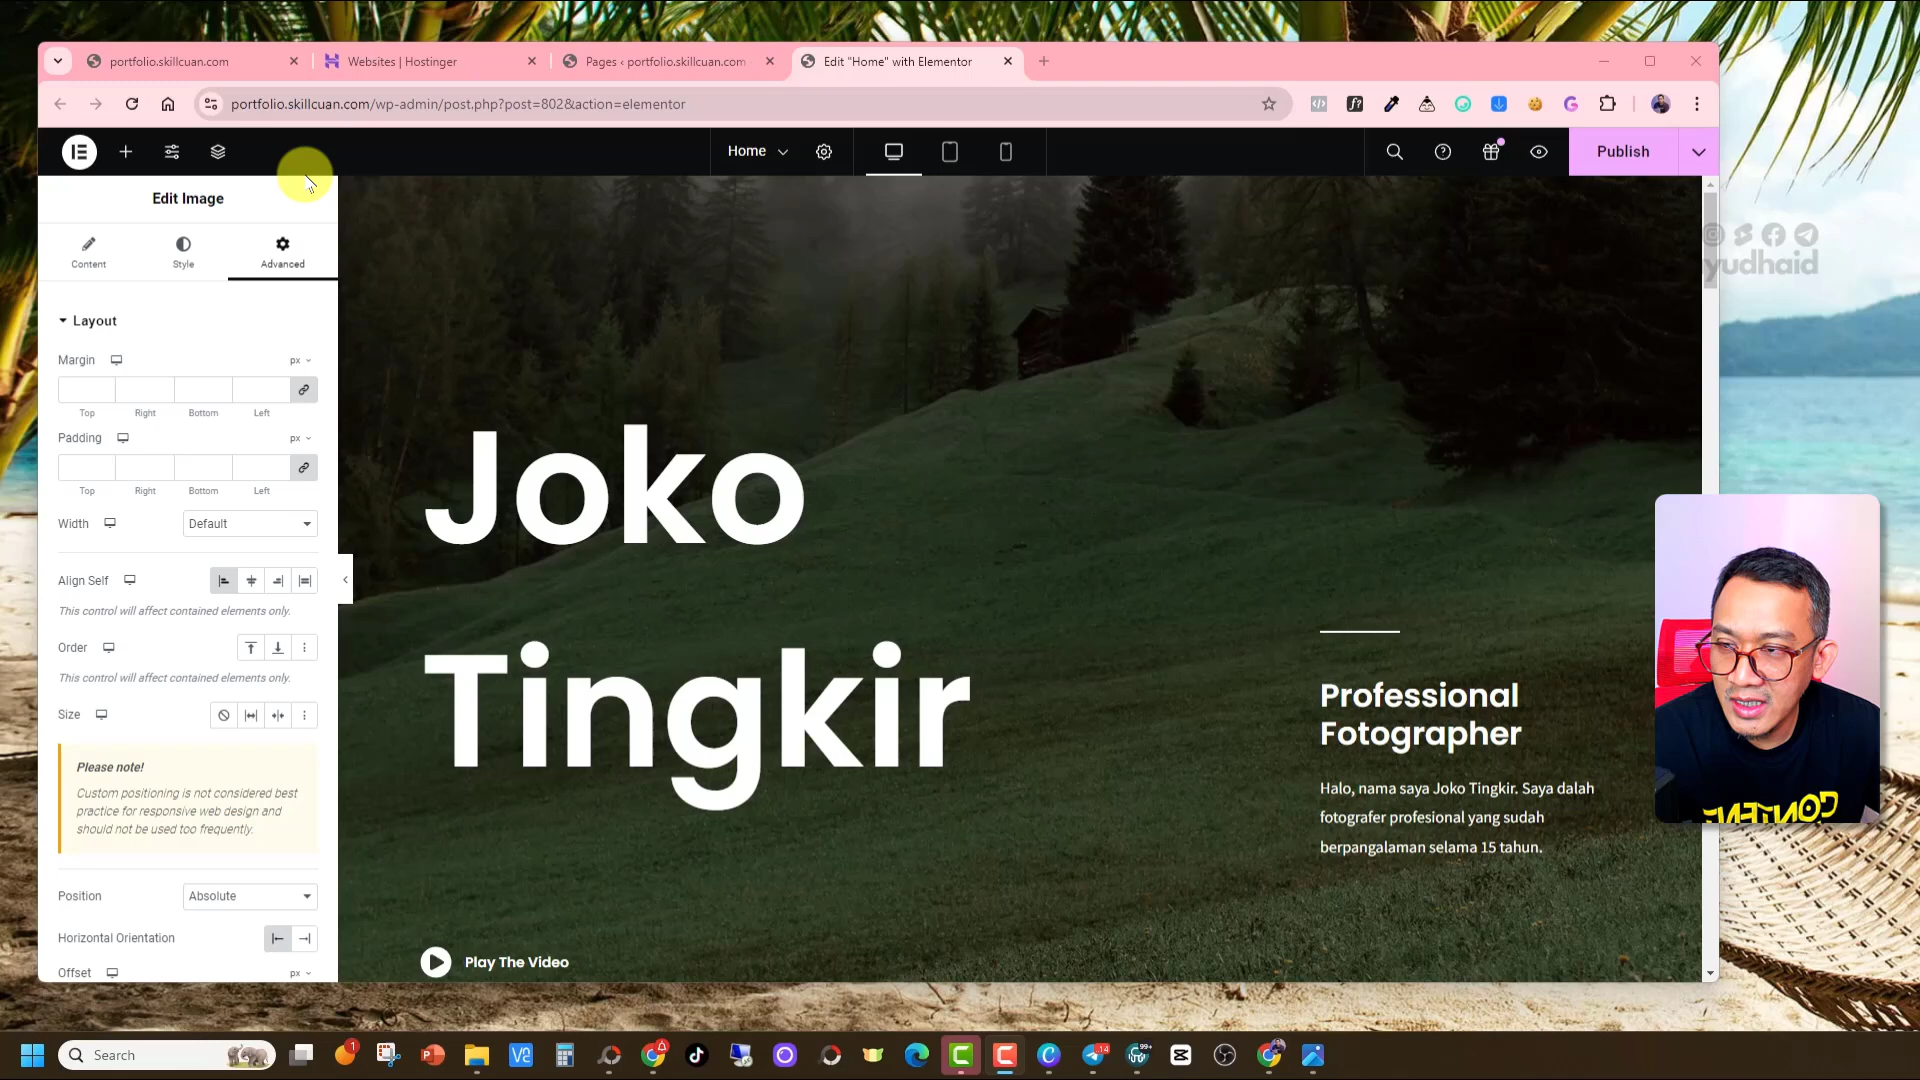 portfolio.skillcuan.com
Websites | Hostinger
Pages ‹ portfolio.skillcuan.com
Edit "Home" with Elementor
portfolio.skillcuan.com/wp-admin/post.php?post=802&action=elementor
Home
Publish
Edit Image
Content
Style
Advanced
Layout
Margin
px
Top
Right
Bottom
Left
Padding
px
Top
Right
Bottom
Left
Width
Default
Align Self
This control will affect contained elements only.
Order
This control will affect contained elements only.
Size
Please note!
Custom positioning is not considered best
practice for responsive web design and
should not be used too frequently.
Position
Absolute
Horizontal Orientation
Offset
px
Joko
Tingkir
Play The Video
Professional
Fotographer
Halo, nama saya Joko Tingkir. Saya dalah
fotografer profesional yang sudah
berpangalaman selama 15 tahun.
yudhaid
Search
1
14
99+